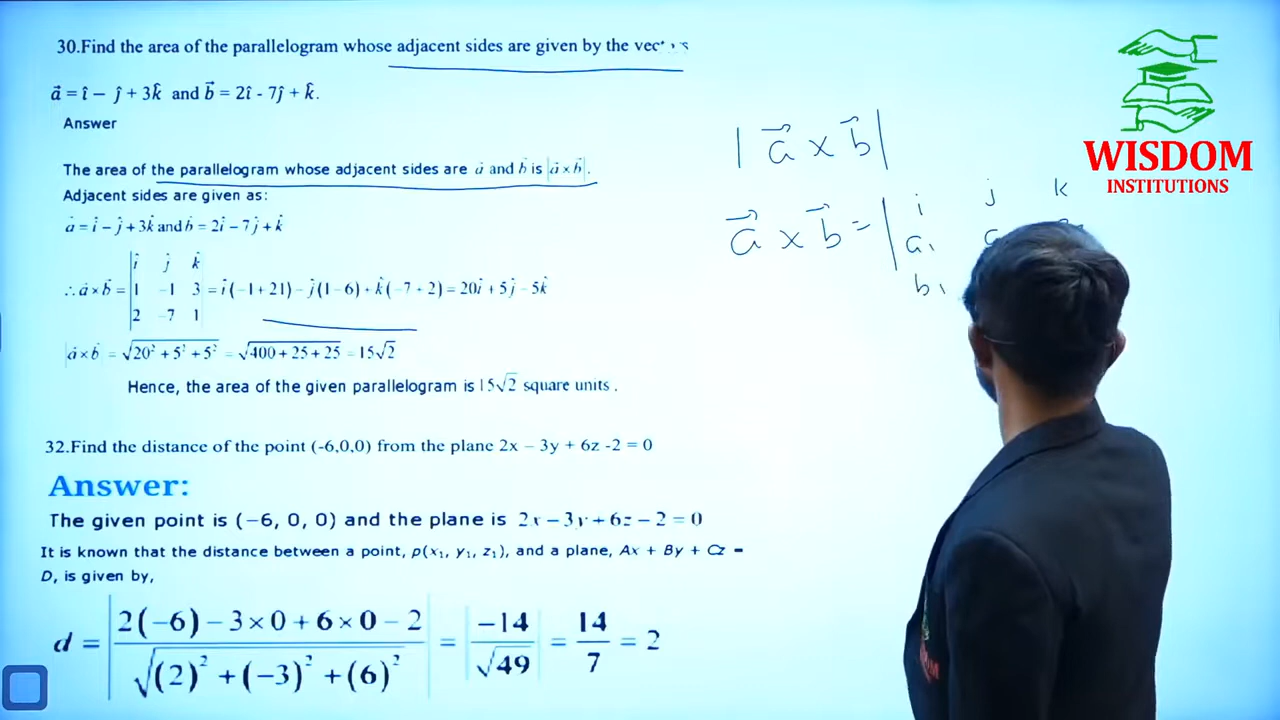 30.Find the area of the parallelogram whose adjacent sides are given by the
a⃗ = î − ĵ + 3k̂ and b⃗ = 2î - 7ĵ + k̂.
Answer
The area of the parallelogram whose adjacent sides are a⃗ and b⃗ is |a⃗ × b⃗|.
Adjacent sides are given as:
a⃗ = î − ĵ + 3k̂ and b⃗ = 2î − 7ĵ + k̂
î ĵ k̂
∴ a⃗ × b⃗ = 1 −1 3 = î(−1 + 21) − ĵ(1 − 6) + k̂(−7 + 2) = 20î + 5ĵ − 5k̂
2 −7 1
|a⃗ × b⃗| = √20² + 5² + 5² = √400 + 25 + 25 = 15√2
Hence, the area of the given parallelogram is 15√2 square units .
32.Find the distance of the point (-6,0,0) from the plane 2x – 3y + 6z -2 = 0
Answer:
The given point is (−6, 0, 0) and the plane is 2x − 3y + 6z − 2 = 0
It is known that the distance between a point, p(x₁, y₁, z₁), and a plane, Ax + By + Cz =
D, is given by,
d = |2(−6) − 3×0 + 6×0 − 2 / √(2)² + (−3)² + (6)²| = |−14 / √49| = 14 / 7 = 2
|a⃗ × b⃗|
i j k
a⃗ × b⃗ = | a₁
b₁
WISDOM
INSTITUTIONS